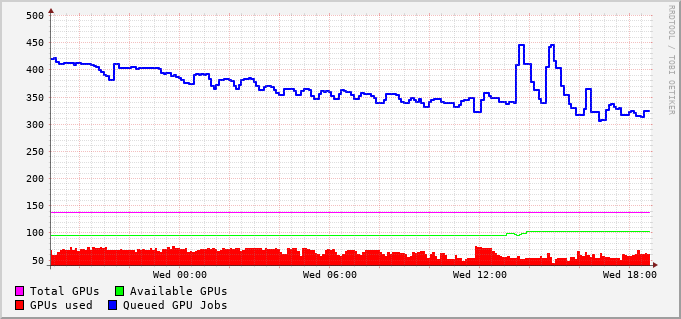 500
450
400
350
300
250
200
150
100
50
Wed 00:00 Wed 06:00 Wed 12:00 Wed 18:00
Total GPUs Available GPUs
GPUs used Queued GPU Jobs
RRDTOOL / TOBI OETIKER